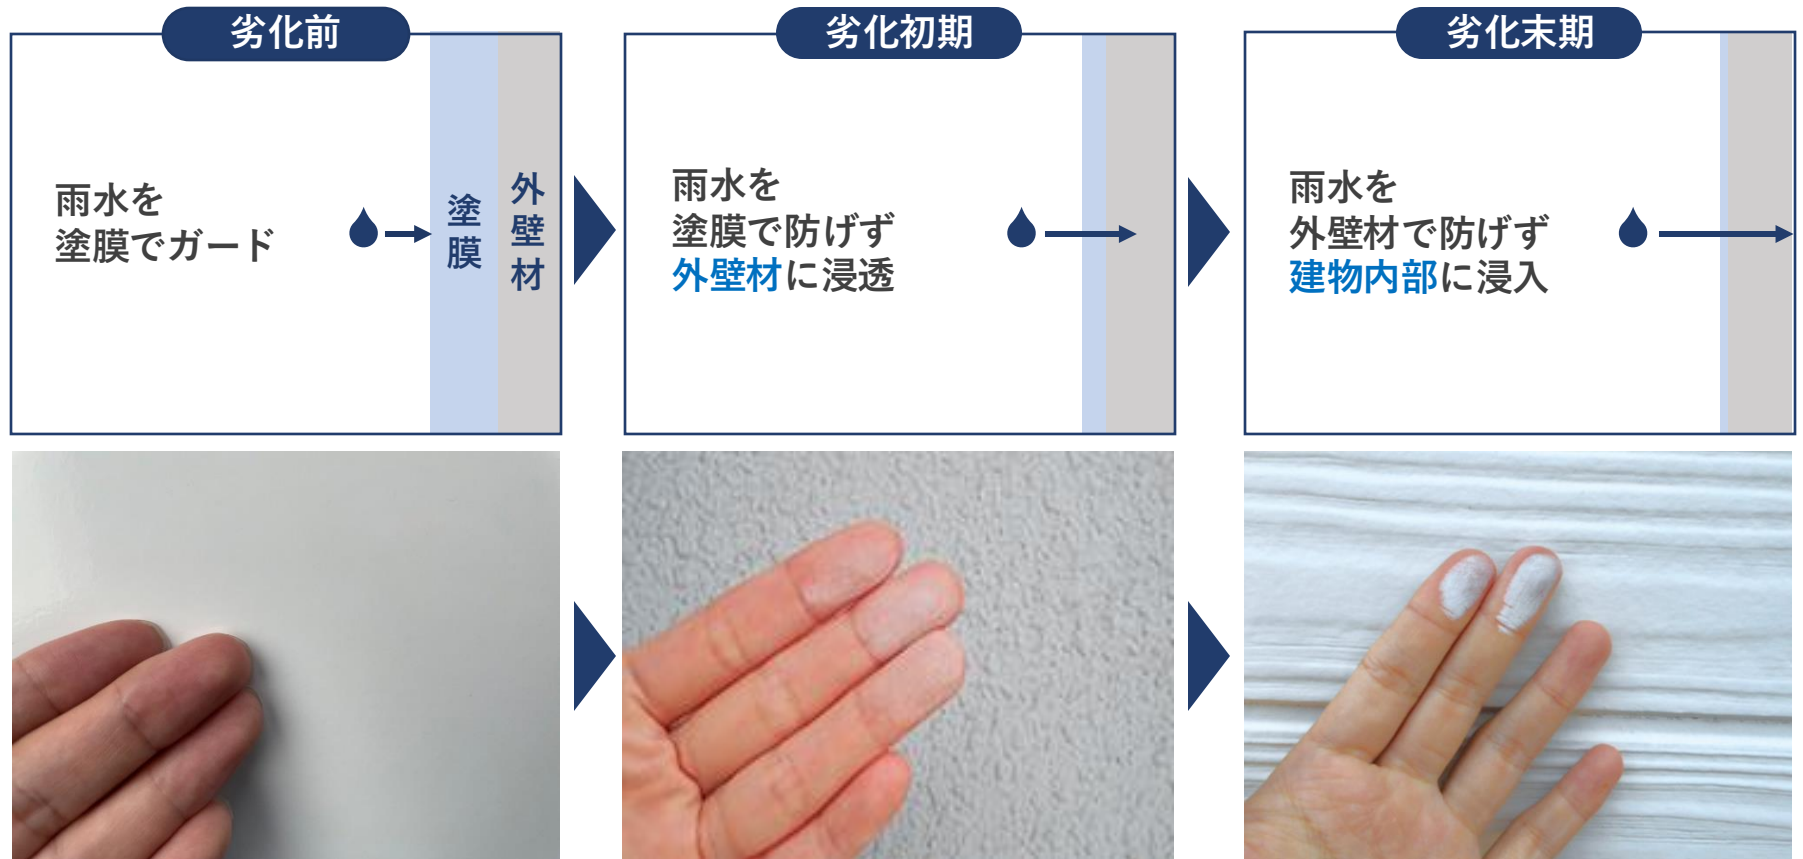 劣化前
雨水を
塗膜でガード
塗膜
外壁材
劣化初期
雨水を
塗膜で防げず
外壁材に浸透
劣化末期
雨水を
外壁材で防げず
建物内部に浸入